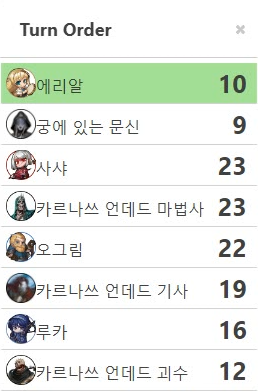 Turn Order ×
에리알 10
궁에 있는 문신 9
사샤 23
카르나쓰 언데드 마법사 23
오그림 22
카르나쓰 언데드 기사 19
루카 16
카르나쓰 언데드 괴수 12